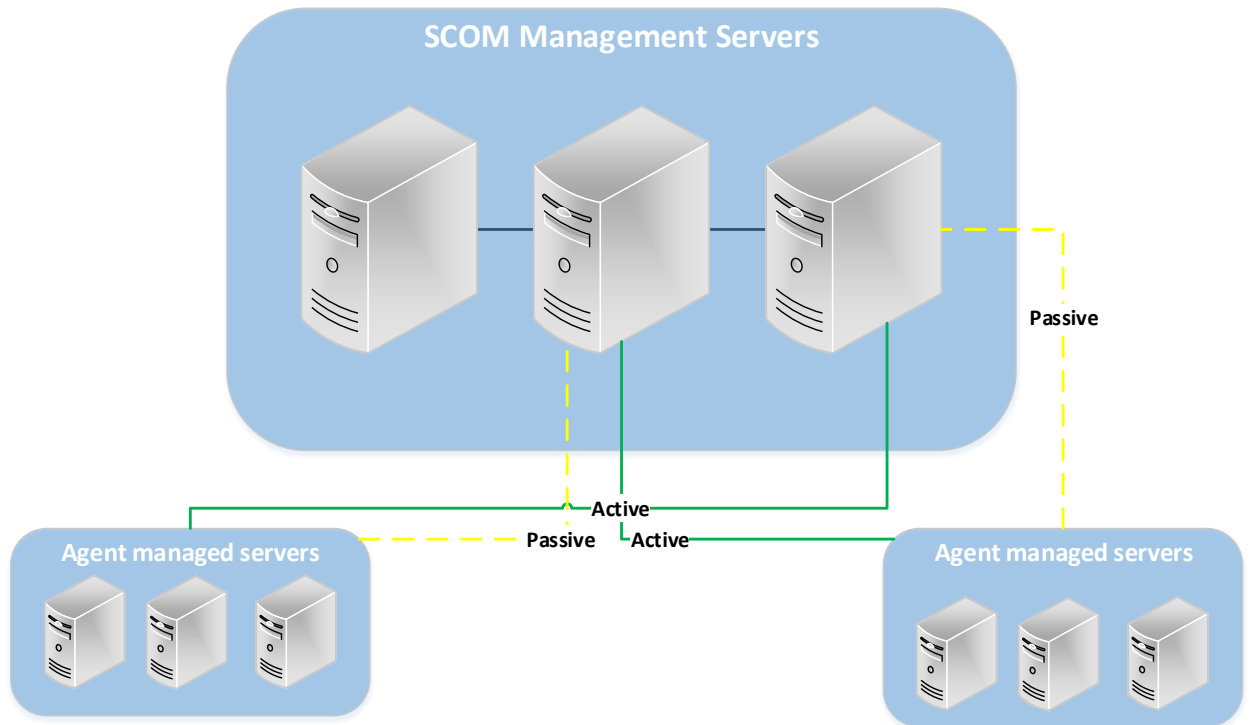 SCOM Management Servers
Passive
Active
Passive
Active
Agent managed servers
Agent managed servers